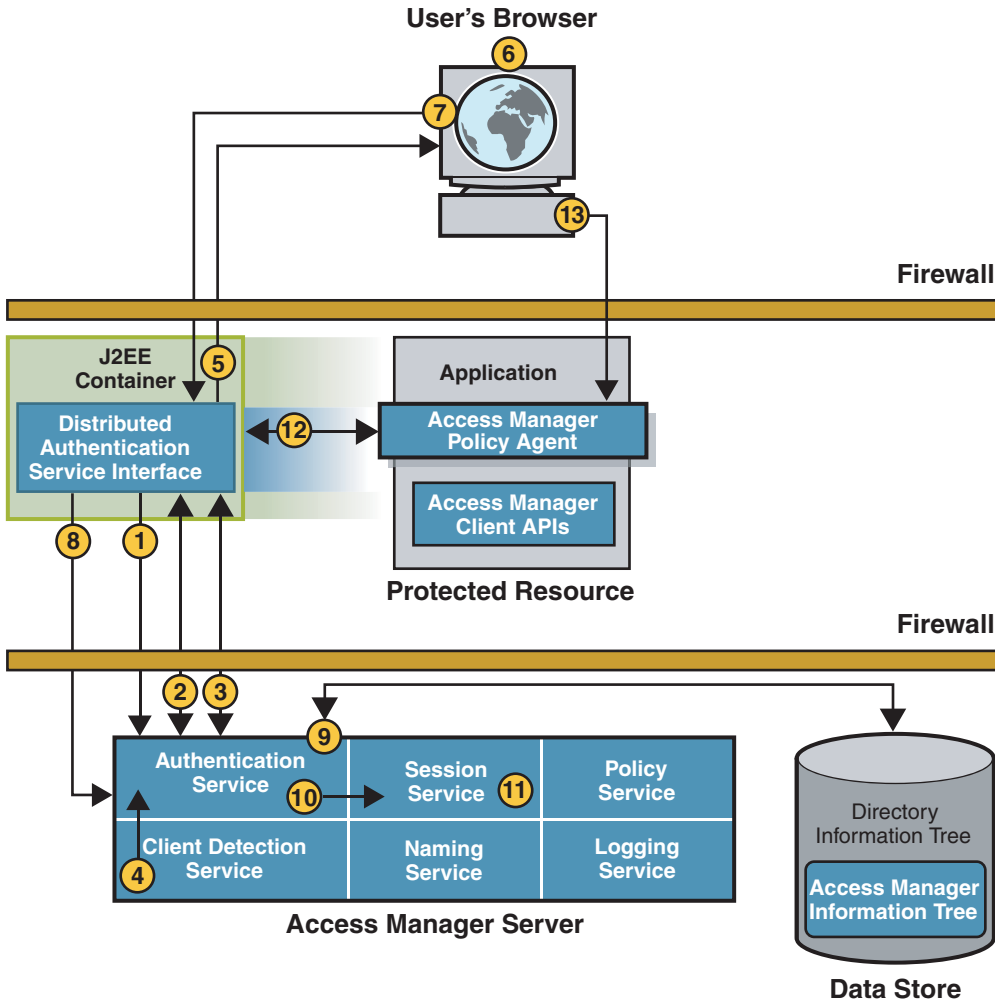 User's Browser
6
7
13
Firewall
J2EE
Container
5
Distributed
Authentication
Service Interface
12
Application
Access Manager
Policy Agent
Access Manager
Client APIs
Protected Resource
8
1
Firewall
2
3
9
Authentication
Service
10
Session
Service
11
Policy
Service
4
Client Detection
Service
Naming
Service
Logging
Service
Access Manager Server
Directory
Information Tree
Access Manager
Information Tree
Data Store